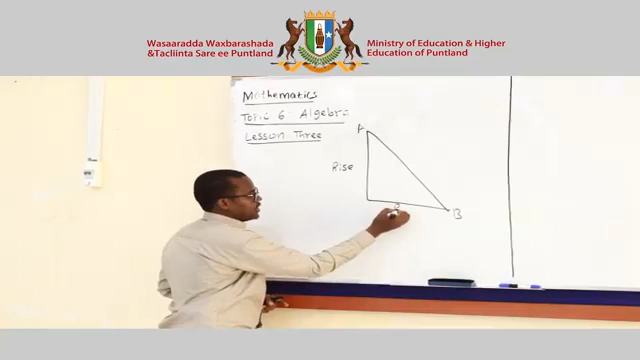 Wasaaradda Waxbarashada
&Tacliinta Sare ee Puntland
Ministry of Education & Higher
Education of Puntland
Mathematics
Topic 6 Algebra
Lesson Three
A
Rise
B